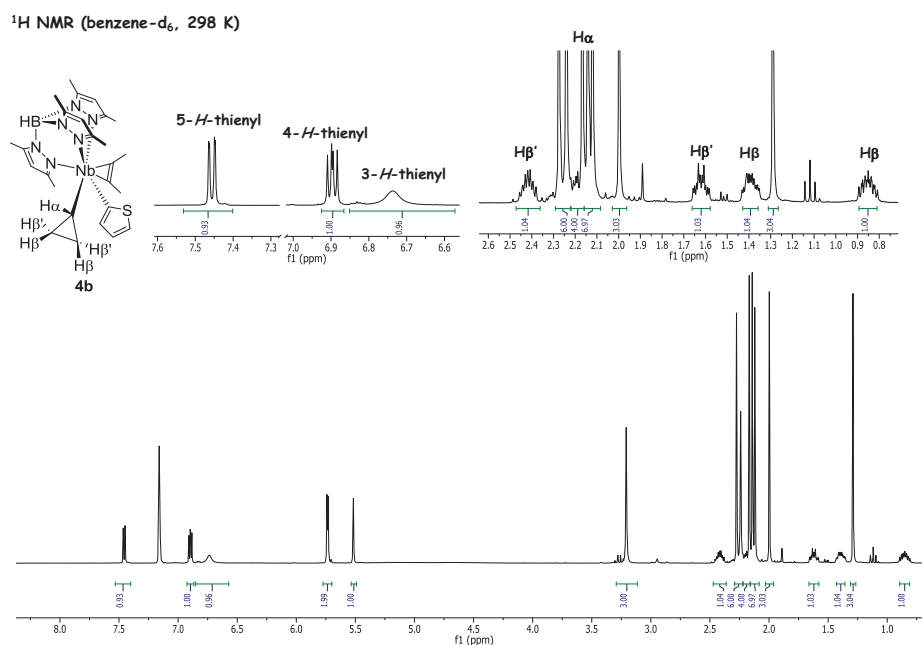 ¹H NMR (benzene-d₆, 298 K)
Hα
5-H-thienyl
4-H-thienyl
3-H-thienyl
Hβ'
Hβ'
Hβ
Hβ
HB
N
N
N
N
N
N
Nb
S
Hα
Hβ'
Hβ
Hβ'
Hβ
4b
0.93
1.00
0.96
7.6 7.5 7.4 7.3 7.0 6.9 6.8 6.7 6.6
f1 (ppm)
1.04
6.00
4.00
6.97
3.03
1.03
1.04
3.04
1.00
2.6 2.5 2.4 2.3 2.2 2.1 2.0 1.9 1.8 1.7 1.6 1.5 1.4 1.3 1.2 1.1 1.0 0.9 0.8
f1 (ppm)
0.93
1.00
0.96
1.99
1.00
3.00
1.04
6.00
4.00
6.97
3.03
1.03
1.04
3.04
1.00
8.0 7.5 7.0 6.5 6.0 5.5 5.0 4.5 4.0 3.5 3.0 2.5 2.0 1.5 1.0
f1 (ppm)